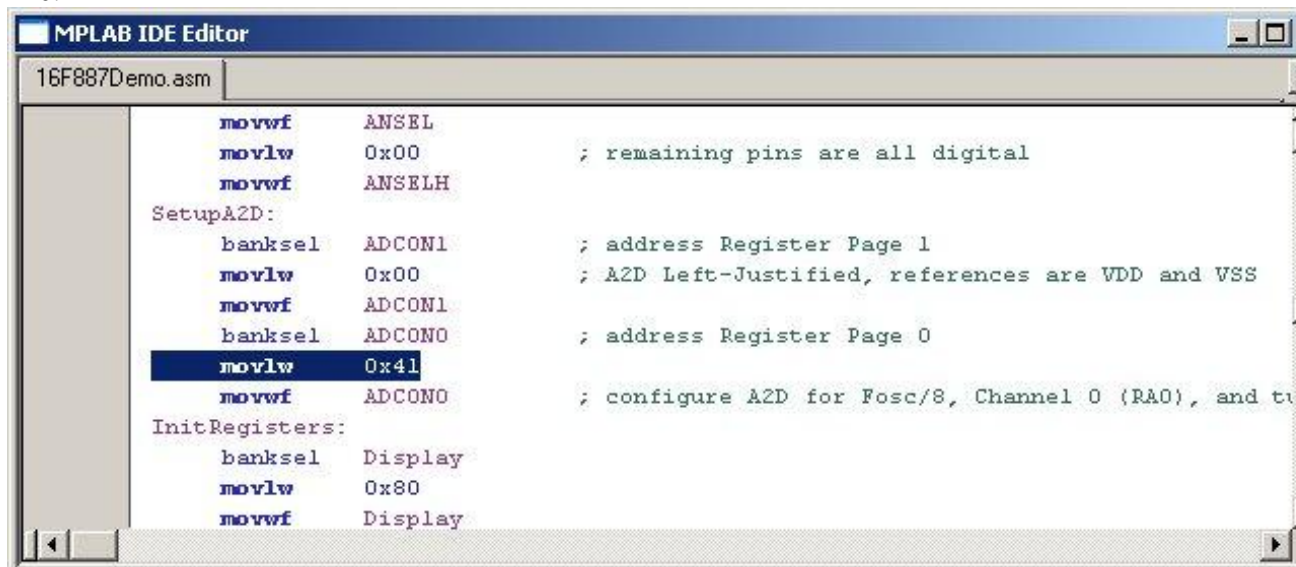 MPLAB IDE Editor
16F887Demo.asm
movwf ANSEL
movlw 0x00 ; remaining pins are all digital
movwf ANSELH
SetupA2D:
banksel ADCON1 ; address Register Page 1
movlw 0x00 ; A2D Left-Justified, references are VDD and VSS
movwf ADCON1
banksel ADCON0 ; address Register Page 0
movlw 0x41
movwf ADCON0 ; configure A2D for Fosc/8, Channel 0 (RA0), and
InitRegisters:
banksel Display
movlw 0x80
movwf Display